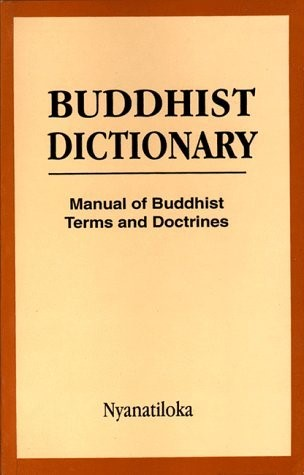 BUDDHIST
DICTIONARY
Manual of Buddhist
Terms and Doctrines
Nyanatiloka